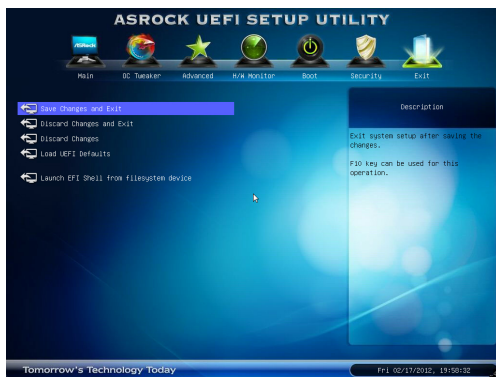 ASROCK UEFI SETUP UTILITY
ASRock
Main OC Tweaker Advanced H/W Monitor Boot Security Exit
Save Changes and Exit
Discard Changes and Exit
Discard Changes
Load UEFI Defaults
Launch EFI Shell from filesystem device
Description
Exit system setup after saving the
changes.
F10 key can be used for this
operation.
Tomorrow's Technology Today
Fri 02/17/2012, 19:58:32